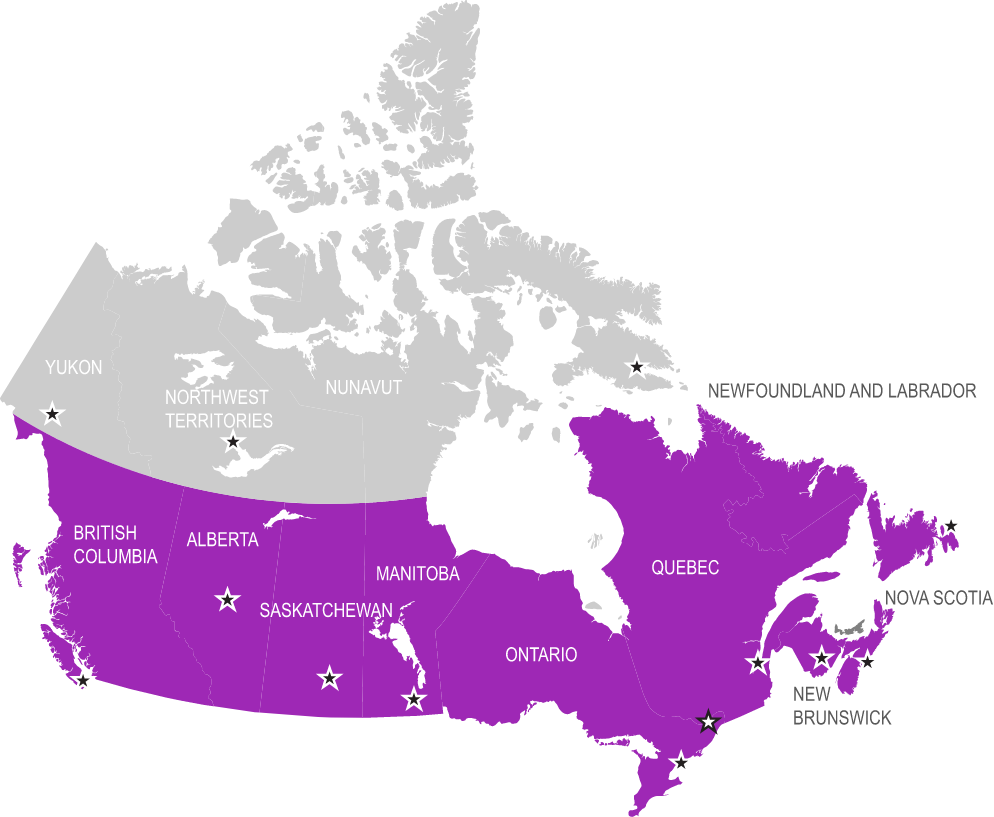 YUKON
NORTHWEST
TERRITORIES
NUNAVUT
NEWFOUNDLAND AND LABRADOR
BRITISH
COLUMBIA
ALBERTA
MANITOBA
SASKATCHEWAN
QUEBEC
NOVA SCOTIA
ONTARIO
NEW
BRUNSWICK